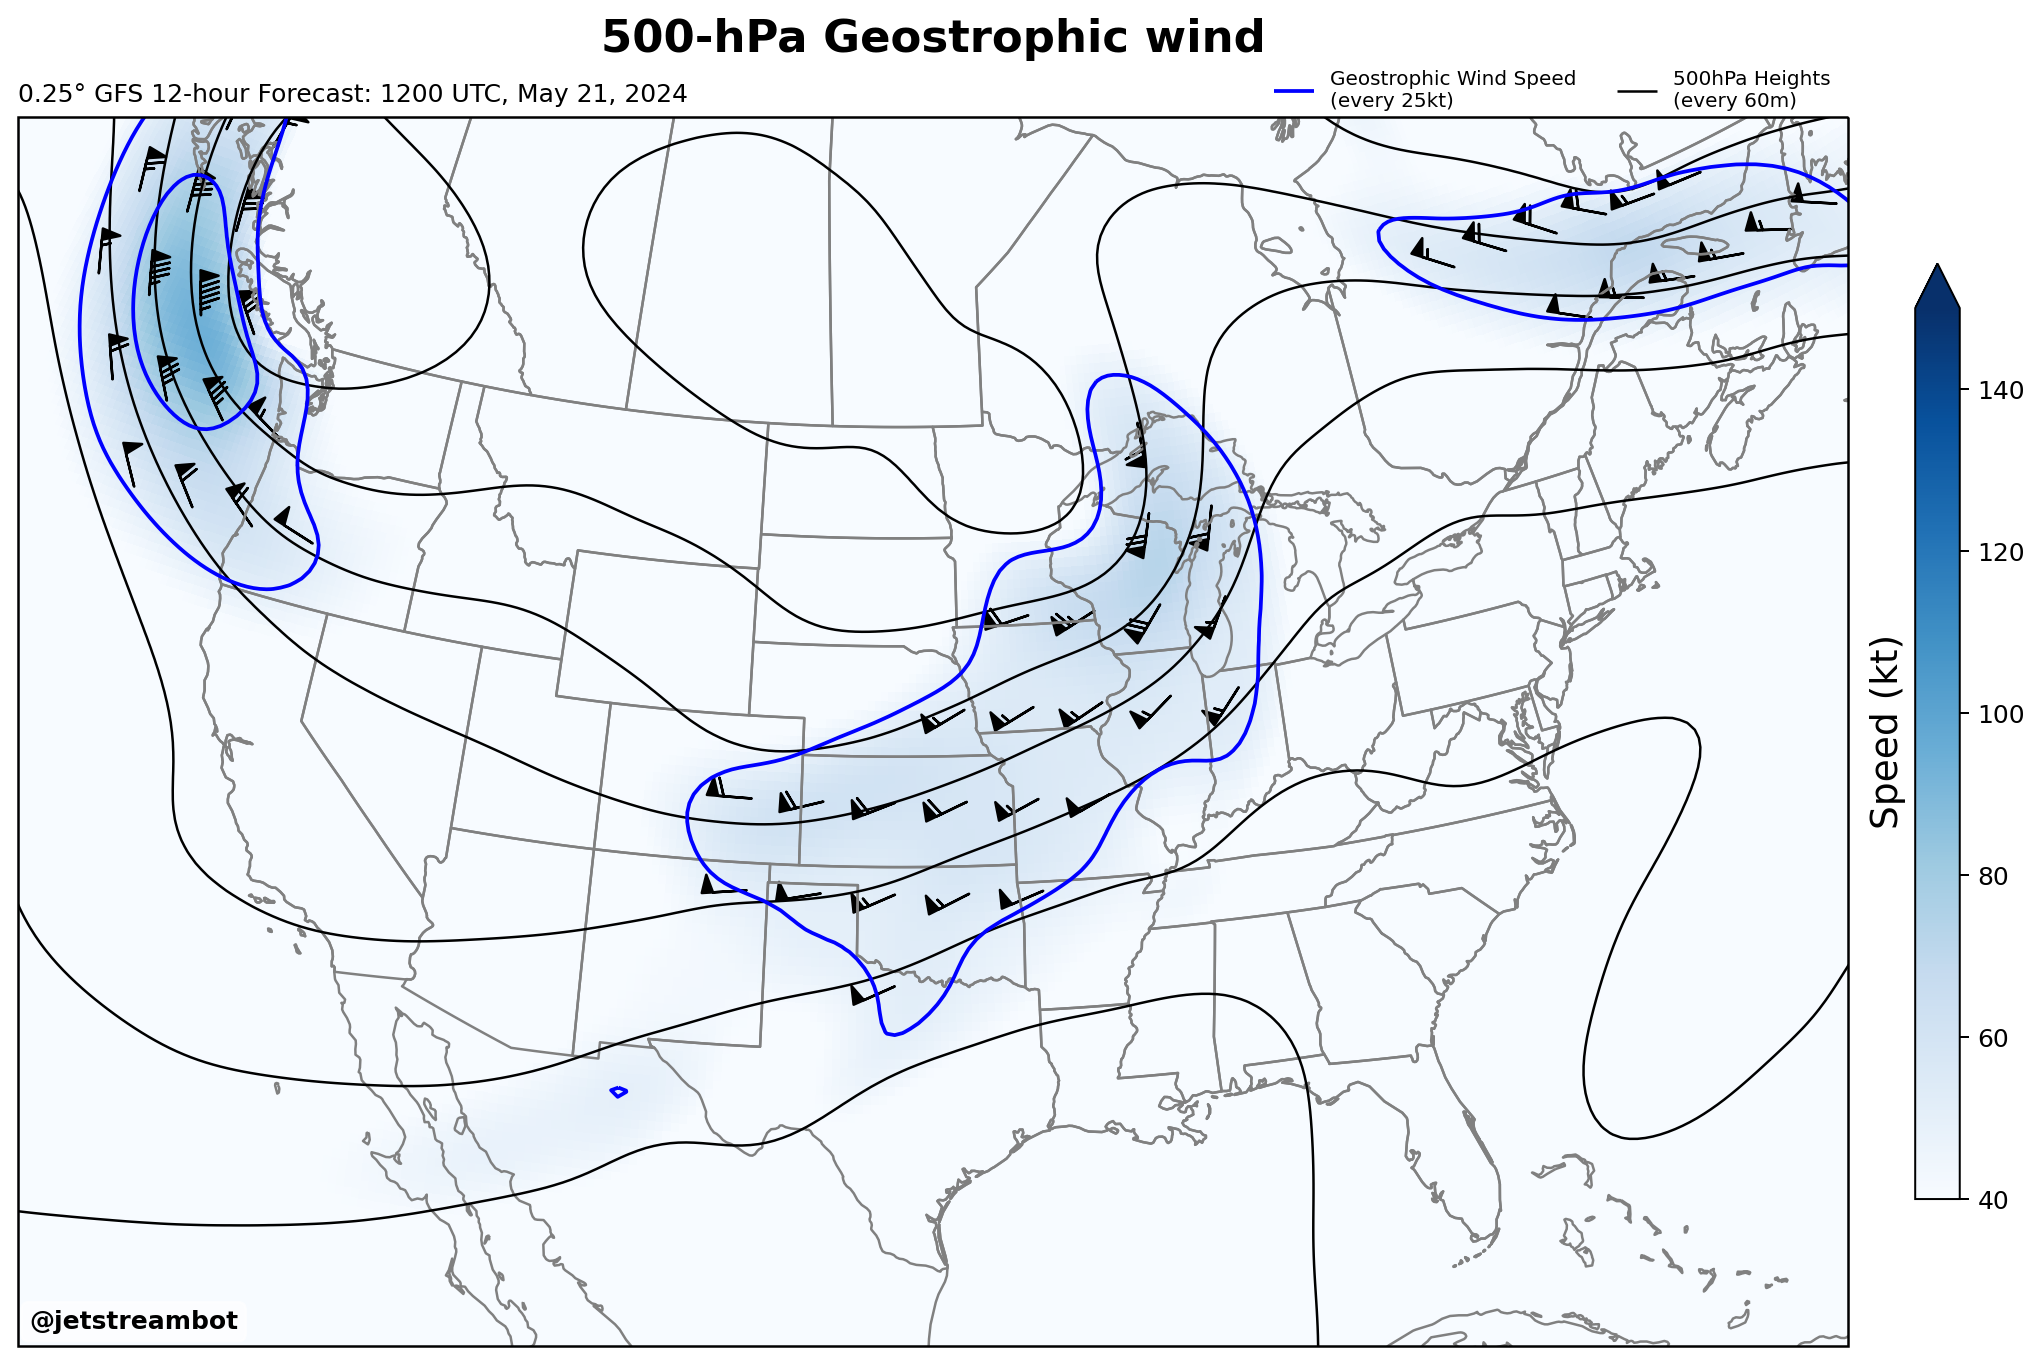 500-hPa Geostrophic wind
0.25° GFS 12-hour Forecast: 1200 UTC, May 21, 2024
Geostrophic Wind Speed
(every 25kt)
500hPa Heights
(every 60m)
140
120
100
80
60
40
Speed (kt)
@jetstreambot